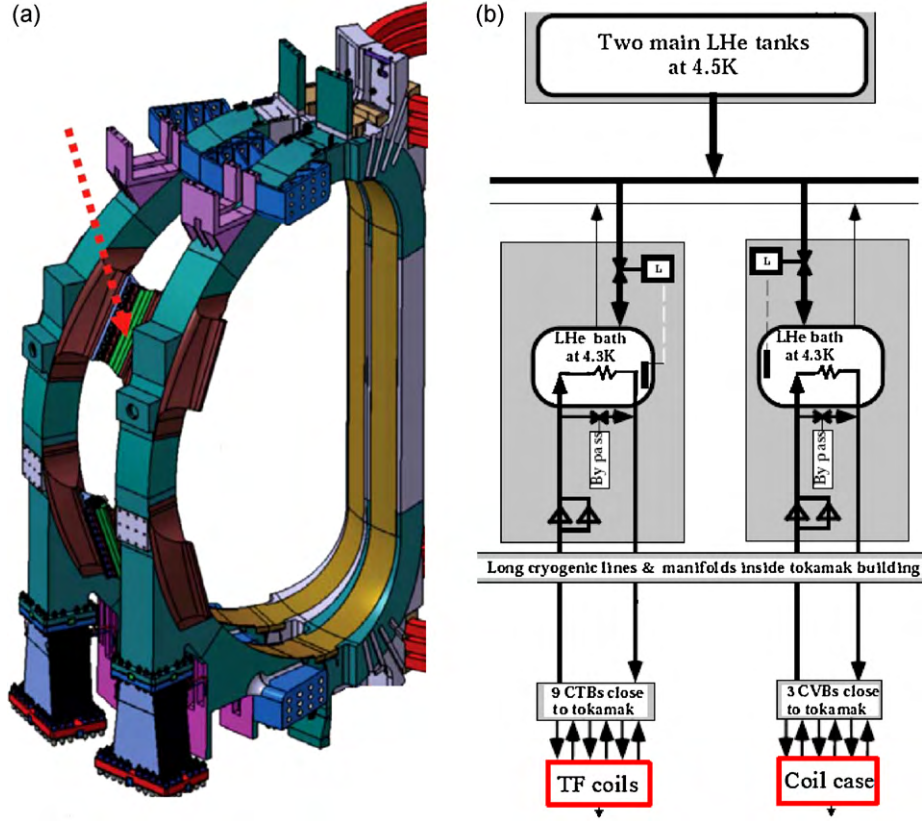 (a)
(b)
Two main LHe tanks
at 4.5K
L
L
LHe bath
at 4.3K
LHe bath
at 4.3K
By pass
By pass
Long cryogenic lines & manifolds inside tokamak building
9 CTBs close
to tokamak
3 CVBs close
to tokamak
TF coils
Coil case